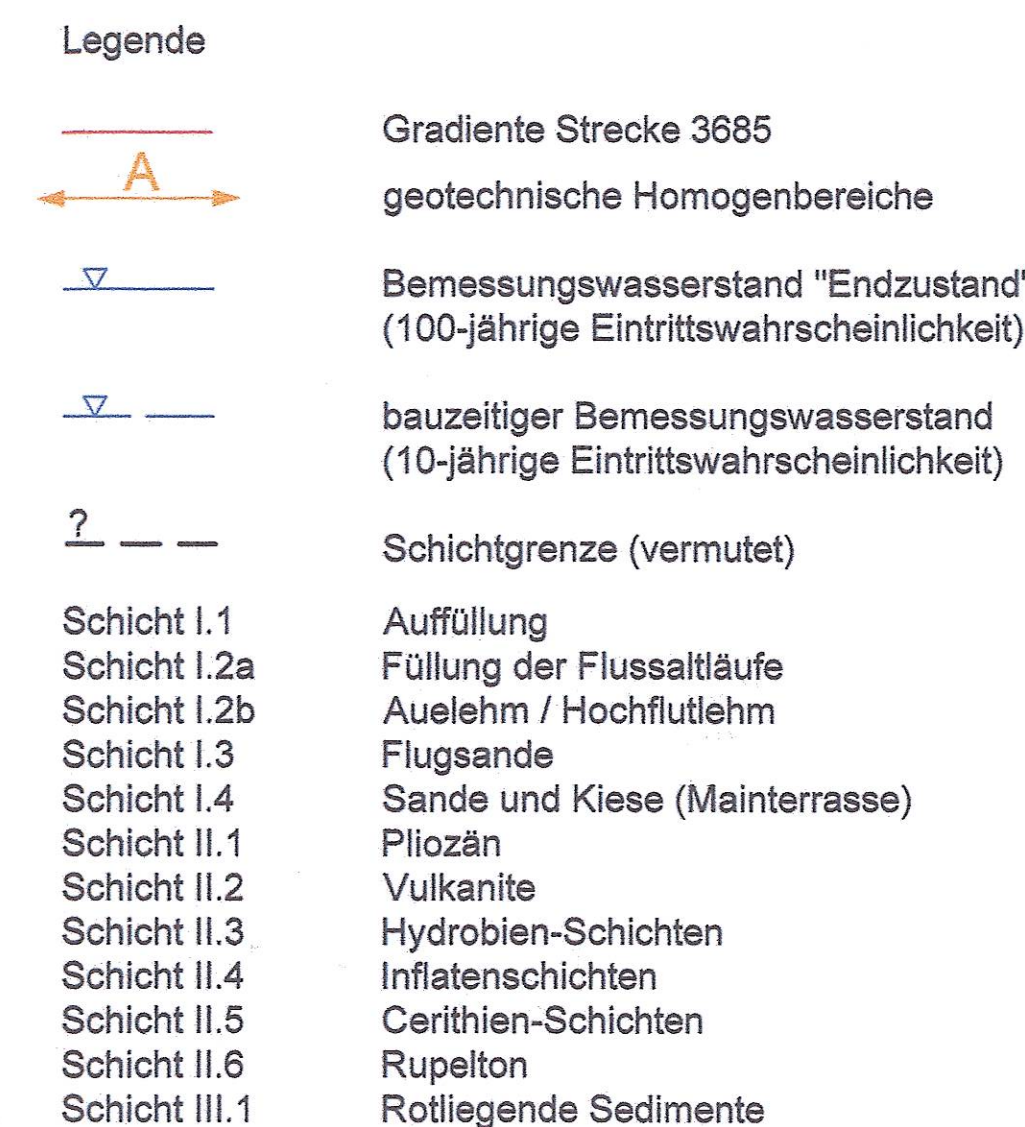 Legende
Gradiente Strecke 3685
A
geotechnische Homogenbereiche
Bemessungswasserstand "Endzustand"
(100-jährige Eintrittswahrscheinlichkeit)
bauzeitiger Bemessungswasserstand
(10-jährige Eintrittswahrscheinlichkeit)
?
Schichtgrenze (vermutet)
Schicht I.1 Auffüllung
Schicht I.2a Füllung der Flussaltläufe
Schicht I.2b Auelehm / Hochflutlehm
Schicht I.3 Flugsande
Schicht I.4 Sande und Kiese (Mainterrasse)
Schicht II.1 Pliozän
Schicht II.2 Vulkanite
Schicht II.3 Hydrobien-Schichten
Schicht II.4 Inflatenschichten
Schicht II.5 Cerithien-Schichten
Schicht II.6 Rupelton
Schicht III.1 Rotliegende Sedimente